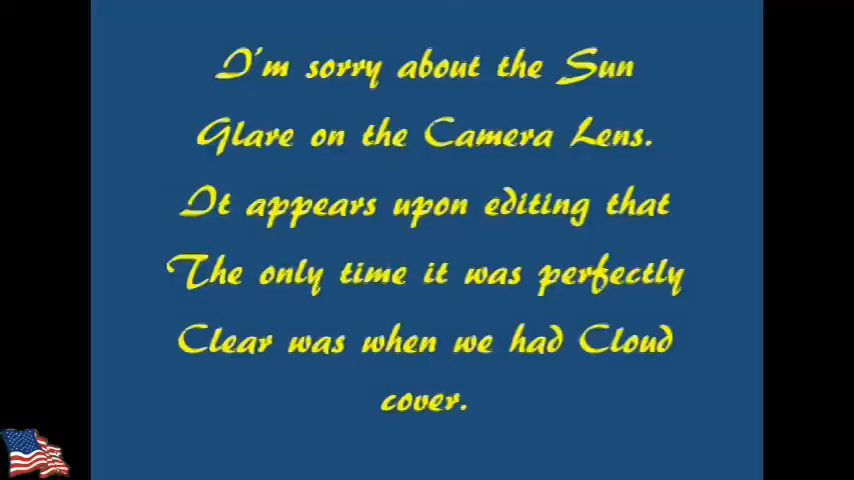 I'm sorry about the Sun
Glare on the Camera Lens.
It appears upon editing that
The only time it was perfectly
Clear was when we had Cloud
cover.